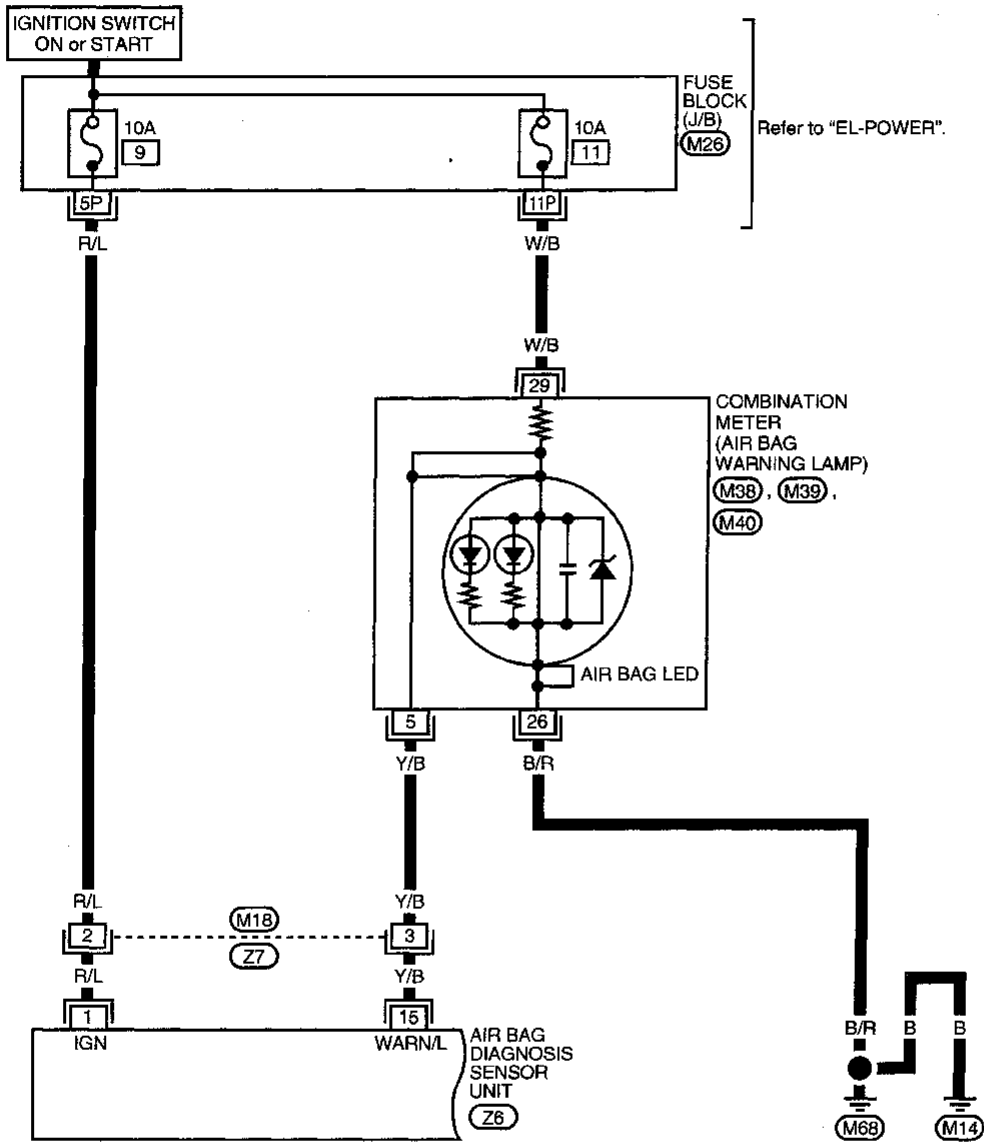 IGNITION SWITCH
ON or START
FUSE
BLOCK
(J/B)
M26
Refer to "EL-POWER".
10A
9
10A
11
5P
11P
R/L
W/B
W/B
29
COMBINATION
METER
(AIR BAG
WARNING LAMP)
M38 , M39 ,
M40
AIR BAG LED
5
26
Y/B
B/R
R/L
Y/B
M18
2
3
Z7
R/L
Y/B
1
15
IGN
WARN/L
AIR BAG
DIAGNOSIS
SENSOR
UNIT
Z6
B/R
B
B
M68
M14